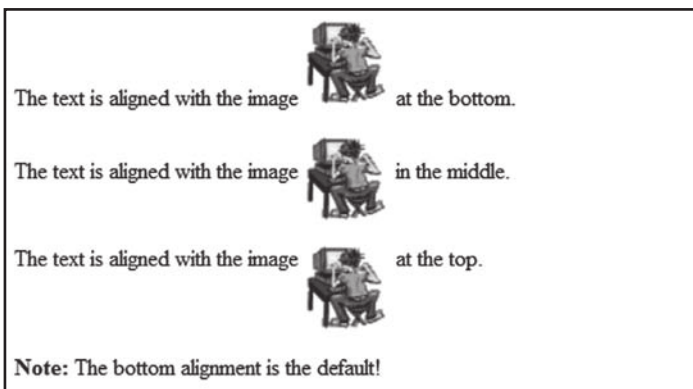 The text is aligned with the image at the bottom.
The text is aligned with the image in the middle.
The text is aligned with the image at the top.
Note: The bottom alignment is the default!